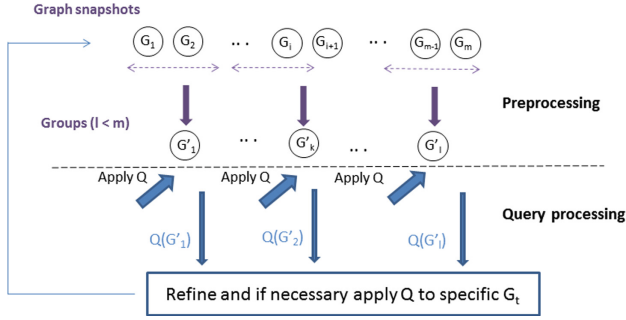 Graph snapshots
G1 G2 .. Gi Gi+1 .. Gm-1 Gm
Preprocessing
Groups (l < m)
G'1 .. G'k .. G'l
Apply Q Apply Q Apply Q
Query processing
Q(G'1) Q(G'2) Q(G'l)
Refine and if necessary apply Q to specific Gt